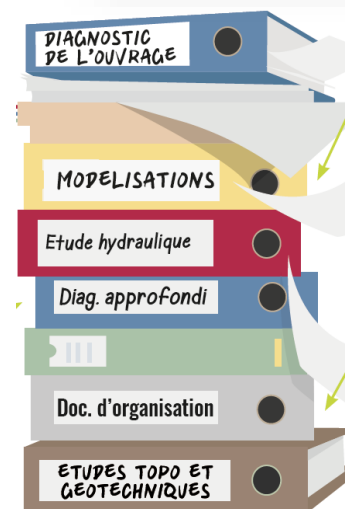 DIAGNOSTIC
DE L'OUVRAGE
MODELISATIONS
Etude hydraulique
Diag. approfondi
Doc. d'organisation
ETUDES TOPO ET
GEOTECHNIQUES